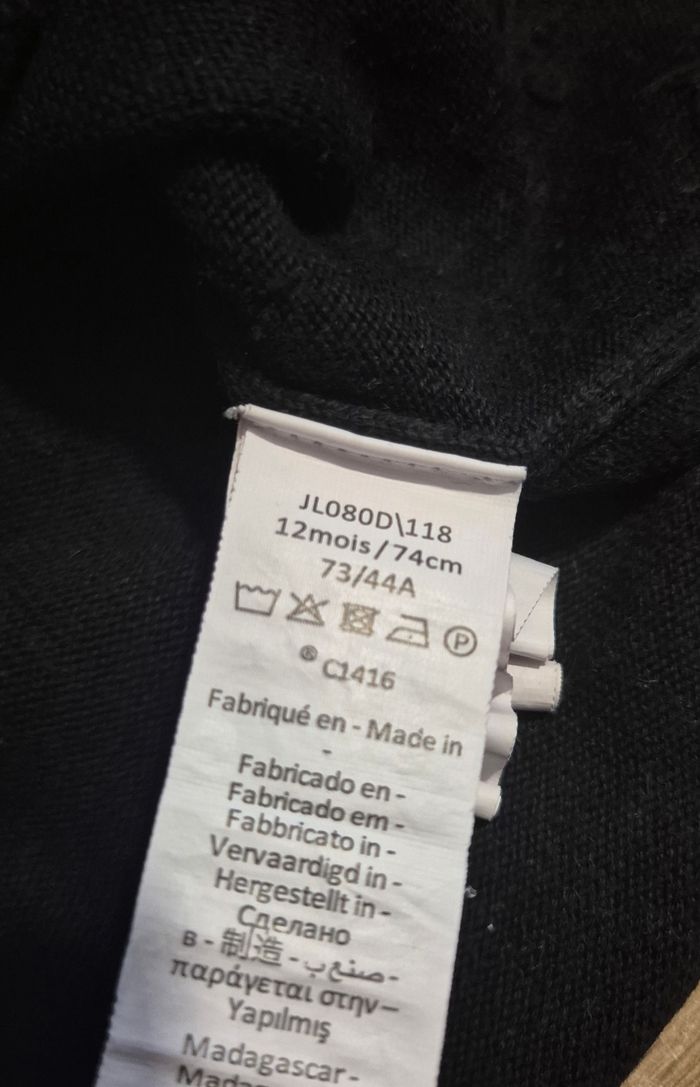 JL080D\118
12mois/74cm
73/44A
P
® C1416
Fabriqué en - Made in
-
Fabricado en -
Fabricado em -
Fabbricato in -
Vervaardigd in -
Hergestellt in -
Сделано
в - 制造 - صنع ب -
παράγεται στην–
Yapılmış
Madagascar -